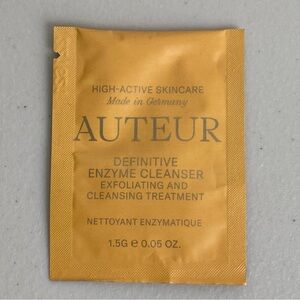 HIGH-ACTIVE SKINCARE
Made in Germany
AUTEUR
DEFINITIVE
ENZYME CLEANSER
EXFOLIATING AND
CLEANSING TREATMENT
NETTOYANT ENZYMATIQUE
1.5G ℮ 0.05 OZ.